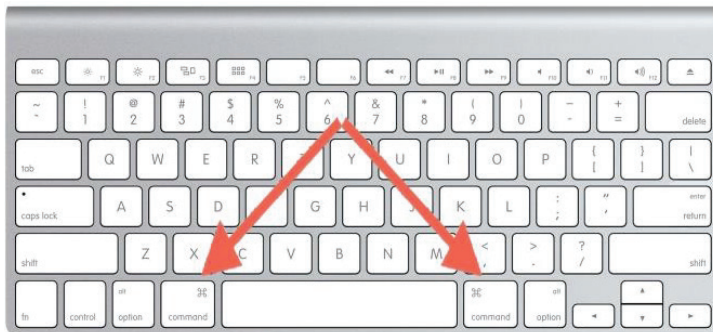 esc F1 F2 F3 F4 F5 F6 F7 F8 F9 F10 F11 F12
~ ! @ # $ % ^ & * ( ) _ +
` 1 2 3 4 5 6 7 8 9 0 - = delete
tab Q W E R Y U I O P { [ } ] | \
caps lock A S D G H J K L : ; " ' enter return
shift Z X C V B N M < , > . ? / shift
fn control alt option ⌘ command ⌘ command alt option